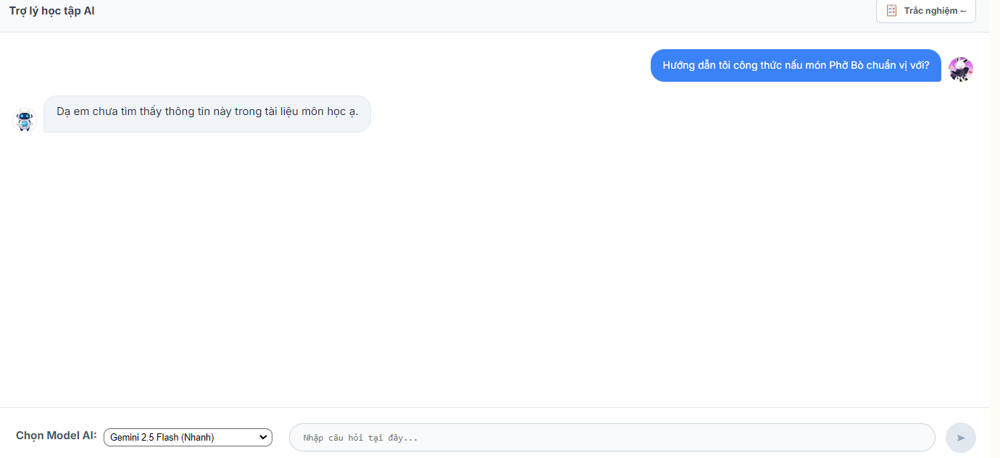 Trợ lý học tập AI
Trắc nghiệm ←
Hướng dẫn tôi công thức nấu món Phở Bò chuẩn vị với?
Dạ em chưa tìm thấy thông tin này trong tài liệu môn học ạ.
Chọn Model AI:
Gemini 2.5 Flash (Nhanh)
Nhập câu hỏi tại đây...